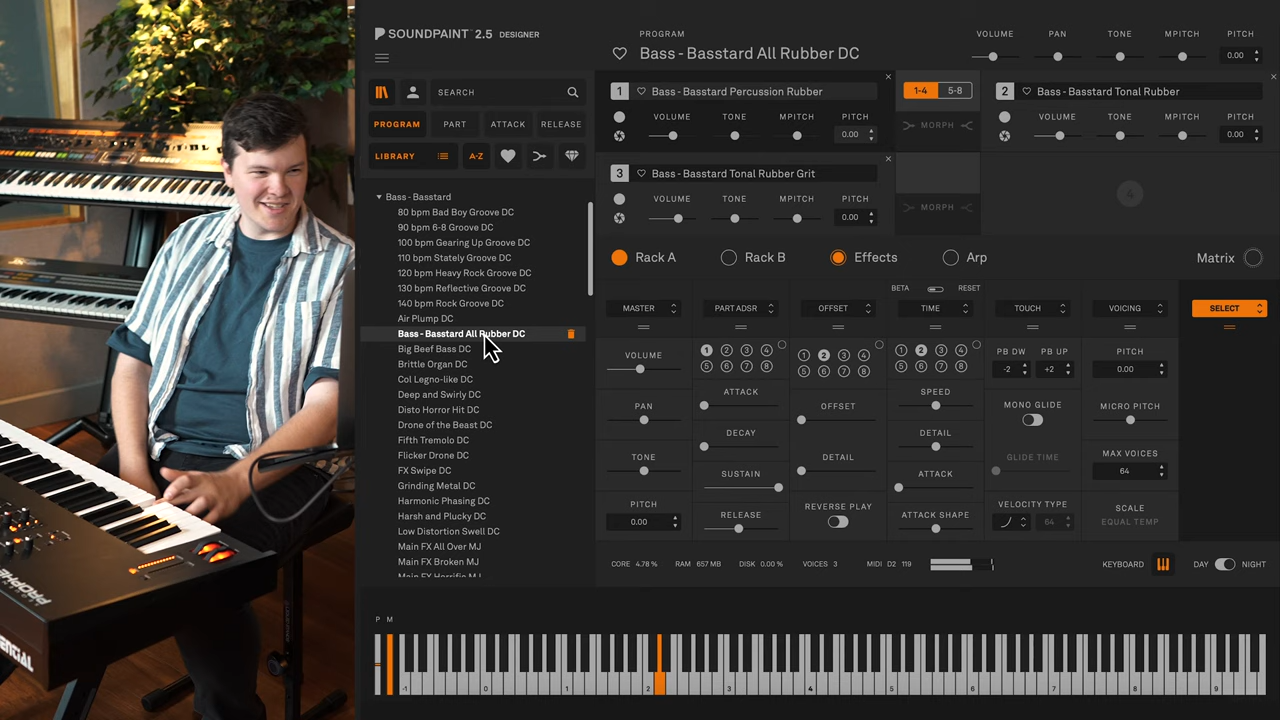 SOUNDPAINT 2.5 DESIGNER
PROGRAM
Bass - Basstard All Rubber DC
VOLUME PAN TONE MPITCH PITCH
0.00
SEARCH
PROGRAM PART ATTACK RELEASE
LIBRARY A-Z
Bass - Basstard
80 bpm Bad Boy Groove DC
90 bpm 6-8 Groove DC
100 bpm Gearing Up Groove DC
110 bpm Stately Groove DC
120 bpm Heavy Rock Groove DC
130 bpm Reflective Groove DC
140 bpm Rock Groove DC
Air Plump DC
Bass - Basstard All Rubber DC
Big Beef Bass DC
Brittle Organ DC
Col Legno-like DC
Deep and Swirly DC
Disto Horror Hit DC
Drone of the Beast DC
Fifth Tremolo DC
Flicker Drone DC
FX Swipe DC
Grinding Metal DC
Harmonic Phasing DC
Harsh and Plucky DC
Low Distortion Swell DC
Main FX All Over MJ
Main FX Broken MJ
Main FX Horrific MJ
1 Bass - Basstard Percussion Rubber
VOLUME TONE MPITCH PITCH
0.00
1-4 5-8
MORPH
2 Bass - Basstard Tonal Rubber
VOLUME TONE MPITCH PITCH
0.00
3 Bass - Basstard Tonal Rubber Grit
VOLUME TONE MPITCH PITCH
0.00
MORPH
4
Rack A Rack B Effects Arp Matrix
BETA RESET
MASTER PART ADSR OFFSET TIME TOUCH VOICING SELECT
VOLUME
PAN
TONE
PITCH
0.00
1 2 3 4
5 6 7 8
ATTACK
DECAY
SUSTAIN
RELEASE
1 2 3 4
5 6 7 8
OFFSET
DETAIL
REVERSE PLAY
1 2 3 4
5 6 7 8
SPEED
DETAIL
ATTACK
ATTACK SHAPE
PB DW PB UP
-2 +2
MONO GLIDE
GLIDE TIME
VELOCITY TYPE
64
PITCH
0.00
MICRO PITCH
MAX VOICES
64
SCALE
EQUAL TEMP
CORE 4.78 % RAM 657 MB DISK 0.00 % VOICES 3 MIDI D2 119
KEYBOARD DAY NIGHT
P M
-1 0 1 2 3 4 5 6 7 8 9
PROPHET